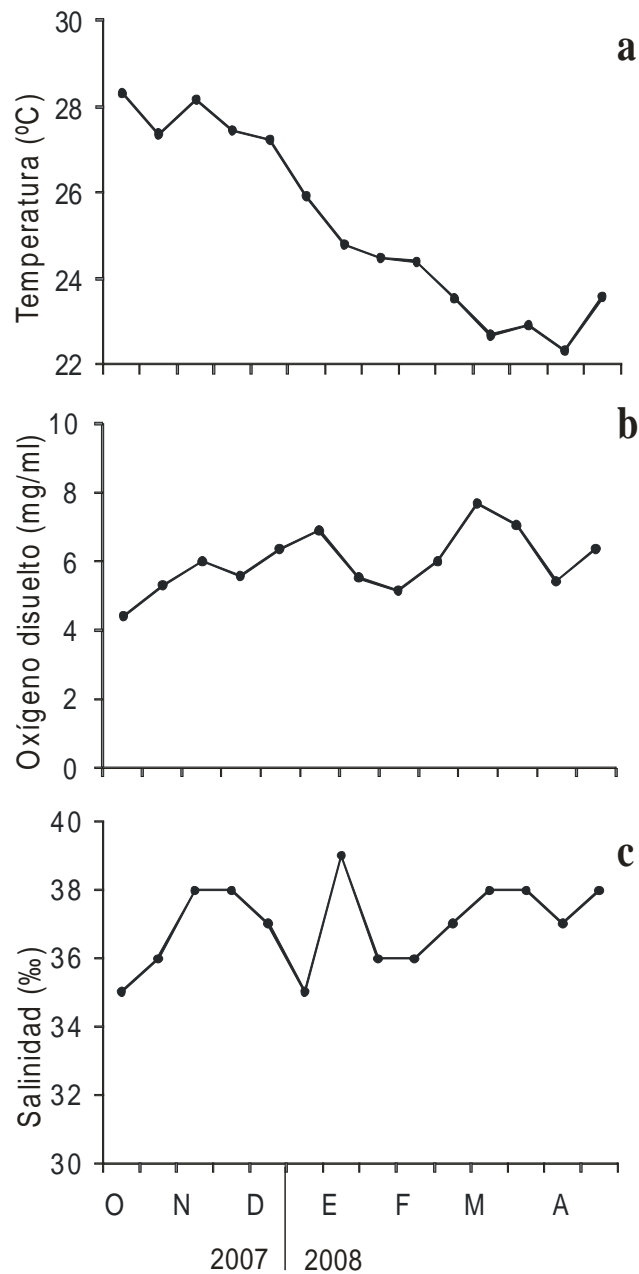 a
Temperatura (ºC)
30
28
26
24
22
b
Oxígeno disuelto (mg/ml)
10
8
6
4
2
0
c
Salinidad (‰)
40
38
36
34
32
30
O N D E F M A
2007 2008